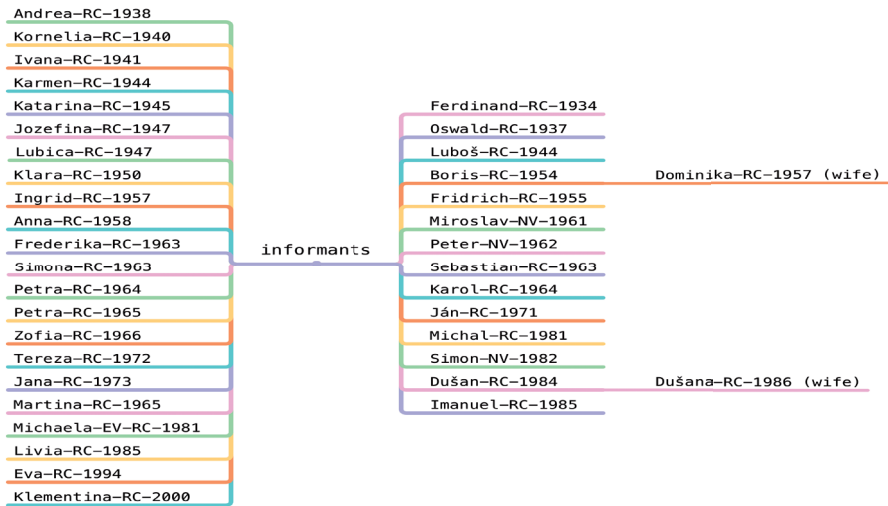 Andrea-RC-1938
Kornelia-RC-1940
Ivana-RC-1941
Karmen-RC-1944
Katarina-RC-1945
Jozefina-RC-1947
Lubica-RC-1947
Klara-RC-1950
Ingrid-RC-1957
Anna-RC-1958
Frederika-RC-1963
Simona-RC-1963
Petra-RC-1964
Petra-RC-1965
Zofia-RC-1966
Tereza-RC-1972
Jana-RC-1973
Martina-RC-1965
Michaela-EV-RC-1981
Livia-RC-1985
Eva-RC-1994
Klementina-RC-2000
informants
Ferdinand-RC-1934
Oswald-RC-1937
Luboš-RC-1944
Boris-RC-1954
Dominika-RC-1957 (wife)
Fridrich-RC-1955
Miroslav-NV-1961
Peter-NV-1962
Sebastian-RC-1963
Karol-RC-1964
Ján-RC-1971
Michal-RC-1981
Simon-NV-1982
Dušan-RC-1984
Dušana-RC-1986 (wife)
Imanuel-RC-1985